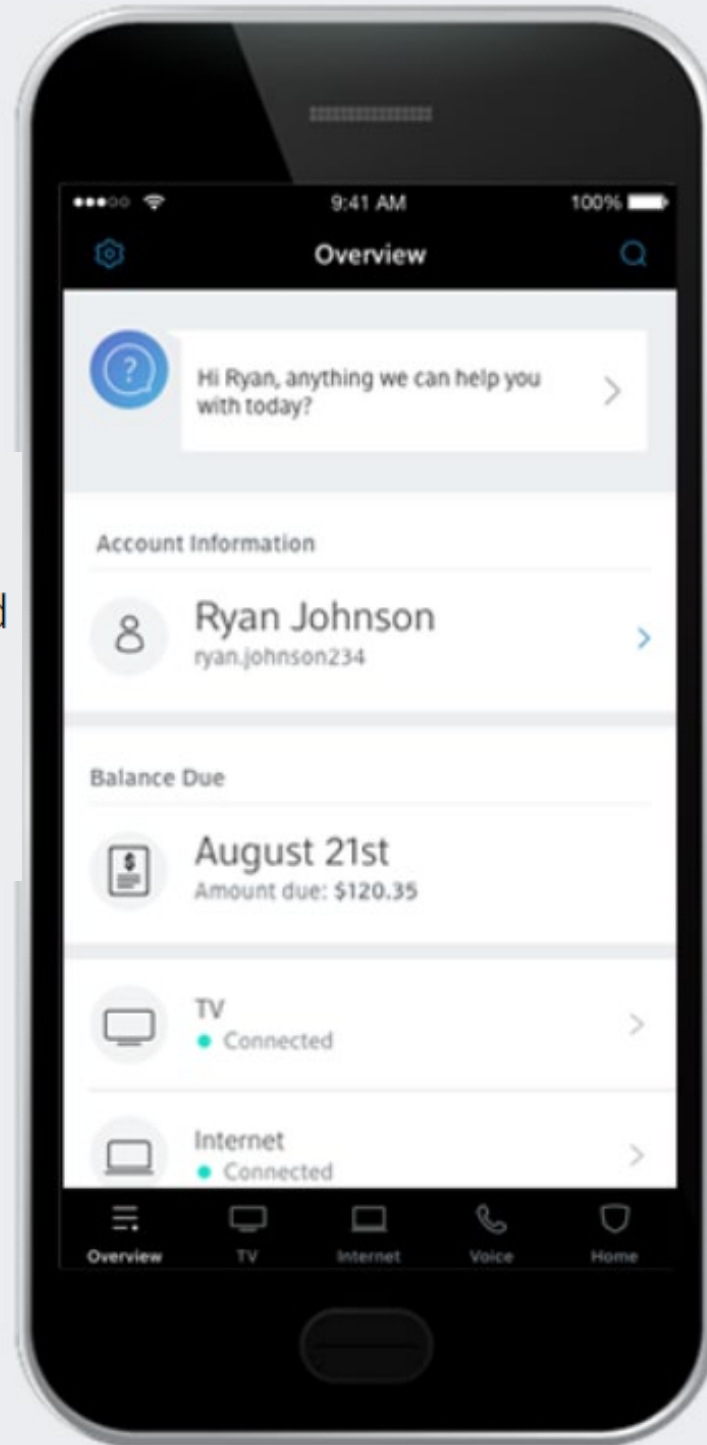 9:41 AM 100%
Overview
Hi Ryan, anything we can help you
with today?
Account Information
Ryan Johnson
ryan.johnson234
Balance Due
August 21st
Amount due: $120.35
TV
Connected
Internet
Connected
Overview TV Internet Voice Home